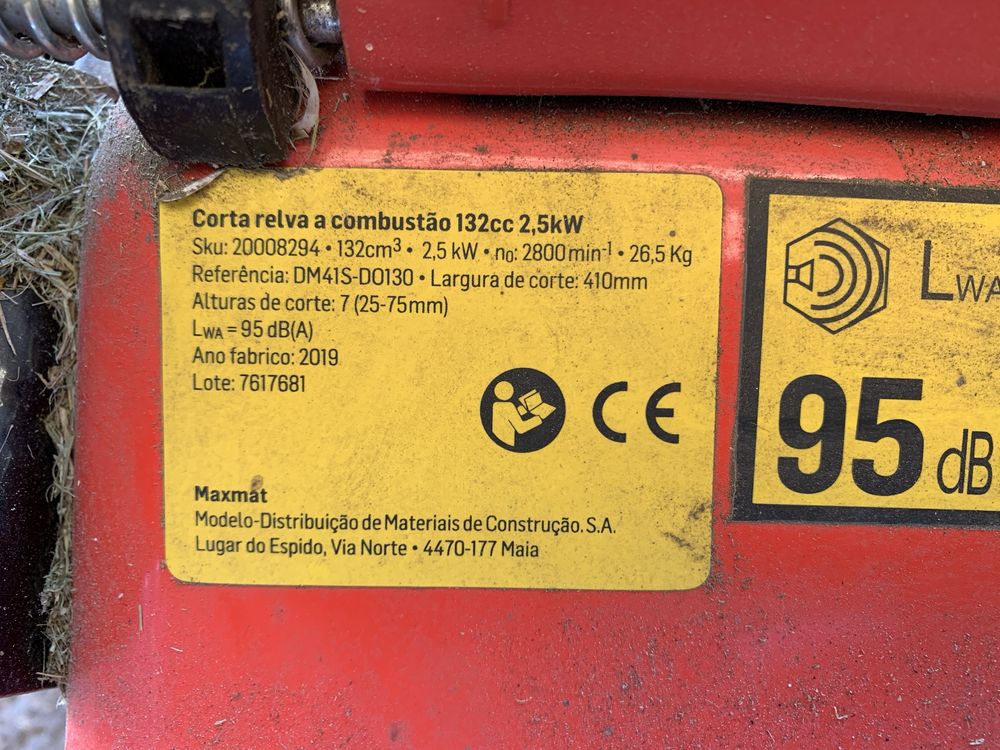 Corta relva a combustão 132cc 2,5kW
Sku: 20008294 • 132cm³ • 2,5 kW • n₀: 2800 min⁻¹ • 26,5 Kg
Referência: DM41S-DO130 • Largura de corte: 410mm
Alturas de corte: 7 (25-75mm)
LWA = 95 dB(A)
Ano fabrico: 2019
Lote: 7617681
CE
Maxmat
Modelo-Distribuição de Materiais de Construção. S.A.
Lugar do Espido, Via Norte • 4470-177 Maia
LWA
95 dB